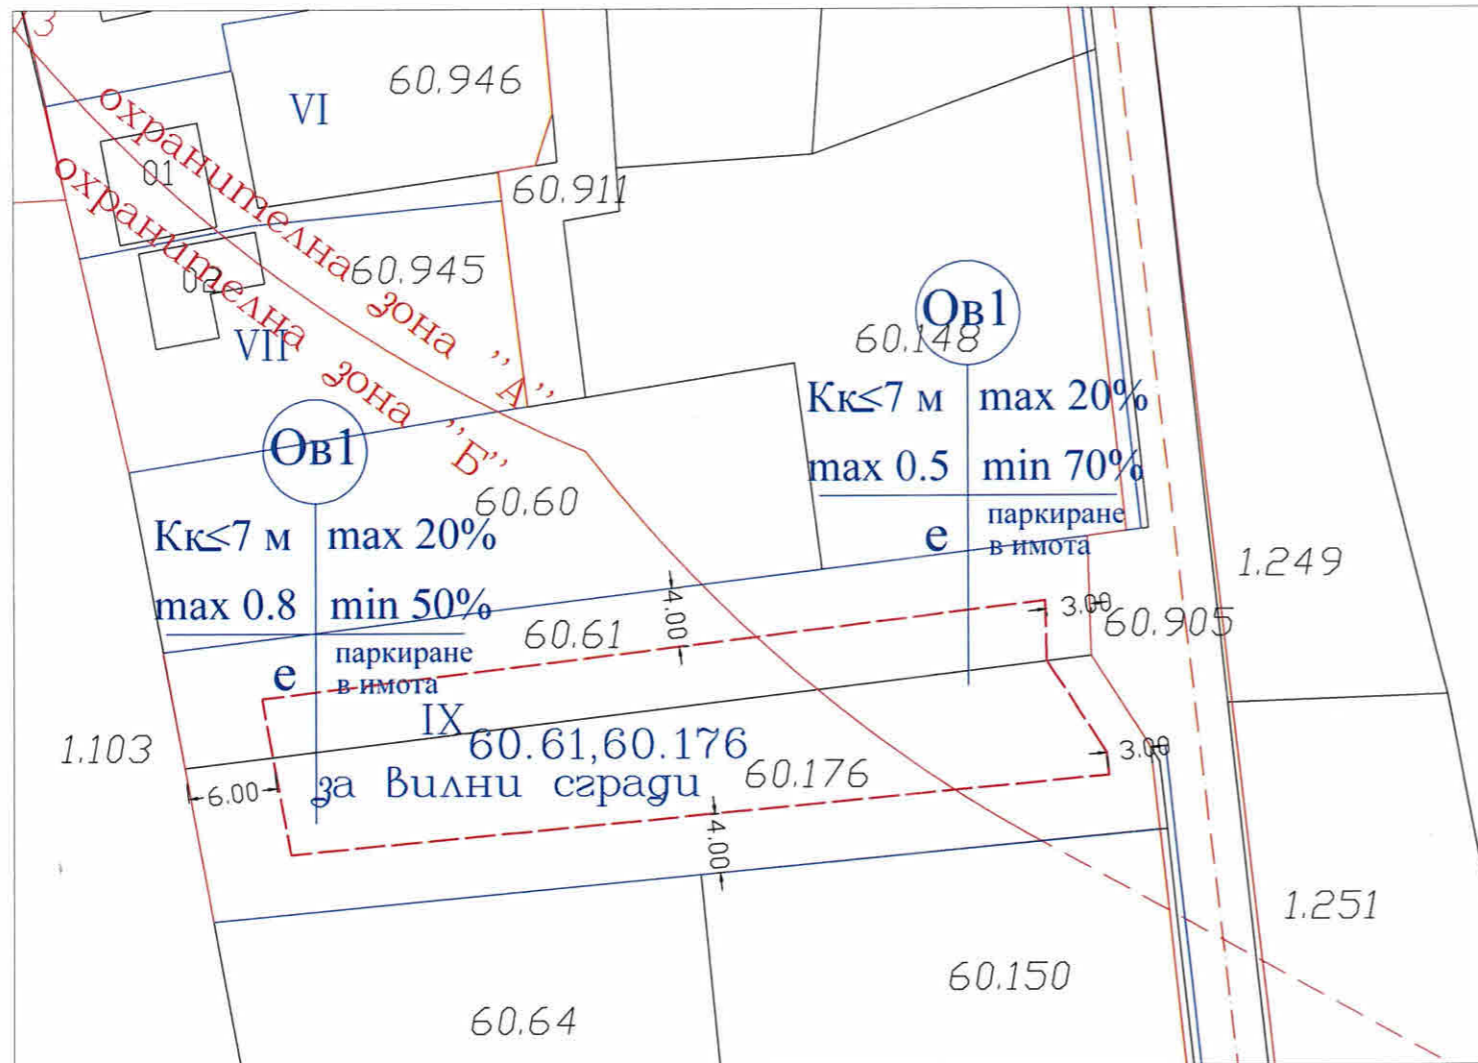 3
60.946
VI
охранителна зона "А"
01
60.911
охранителна зона "Б"
60.945
02
VII
Ов1
60.148
Кк≤7 м max 20%
max 0.5 min 70%
е паркиране
в имота
Ов1
60.60
Кк≤7 м max 20%
max 0.8 min 50%
е паркиране
в имота
1.249
4.00
3.00
60.905
60.61
IX
60.61,60.176
за вилни сгради
1.103
6.00
60.176
3.00
4.00
1.251
60.150
60.64